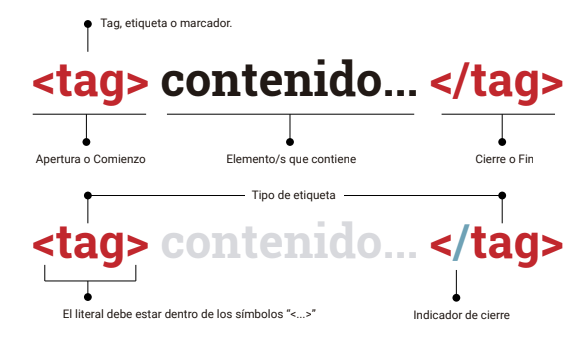 Tag, etiqueta o marcador.
<tag> contenido... </tag>
Apertura o Comienzo Elemento/s que contiene Cierre o Fin
Tipo de etiqueta
<tag> contenido... </tag>
El literal debe estar dentro de los símbolos “<...>” Indicador de cierre